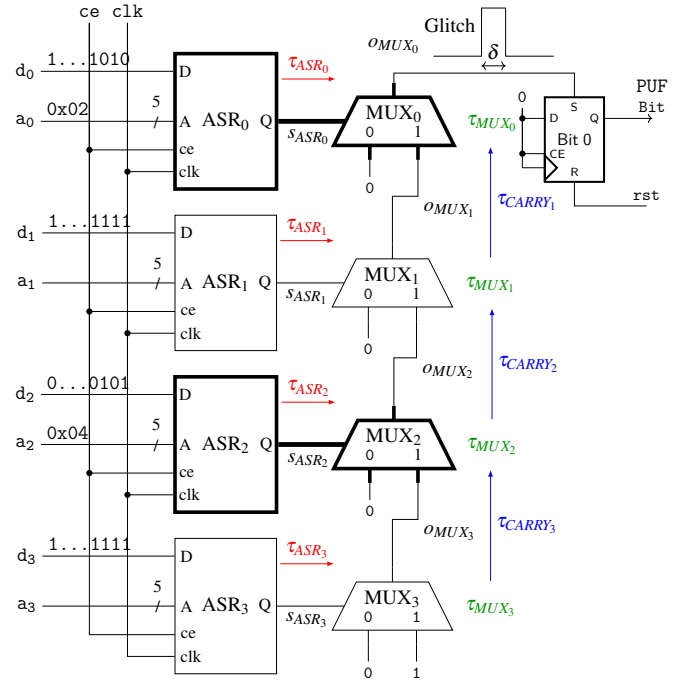 ce clk
Glitch
δ
o_MUX₀
d₀ 1...1010 D
τ_ASR₀
a₀ 0x02 5 A ASR₀ Q
s_ASR₀
MUX₀
0 1
0
ce
clk
τ_MUX₀
0
S
D Q
Bit 0
CE
R
PUF
Bit
rst
o_MUX₁
τ_CARRY₁
d₁ 1...1111 D
τ_ASR₁
a₁ 5 A ASR₁ Q
s_ASR₁
MUX₁
0 1
0
ce
clk
τ_MUX₁
o_MUX₂
τ_CARRY₂
d₂ 0...0101 D
τ_ASR₂
a₂ 0x04 5 A ASR₂ Q
s_ASR₂
MUX₂
0 1
0
ce
clk
τ_MUX₂
o_MUX₃
τ_CARRY₃
d₃ 1...1111 D
τ_ASR₃
a₃ 5 A ASR₃ Q
s_ASR₃
MUX₃
0 1
0 1
ce
clk
τ_MUX₃